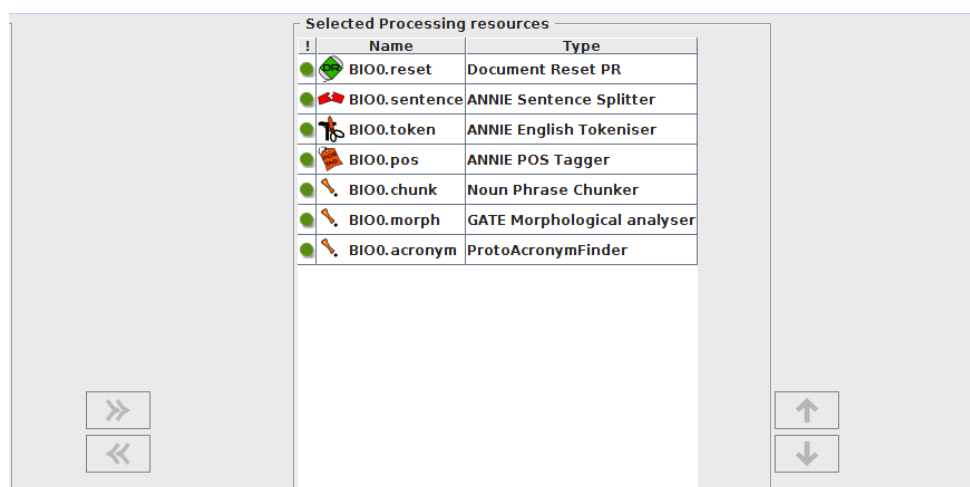 Selected Processing resources
! Name Type
BIO0.reset Document Reset PR
BIO0.sentence ANNIE Sentence Splitter
BIO0.token ANNIE English Tokeniser
BIO0.pos ANNIE POS Tagger
BIO0.chunk Noun Phrase Chunker
BIO0.morph GATE Morphological analyser
BIO0.acronym ProtoAcronymFinder